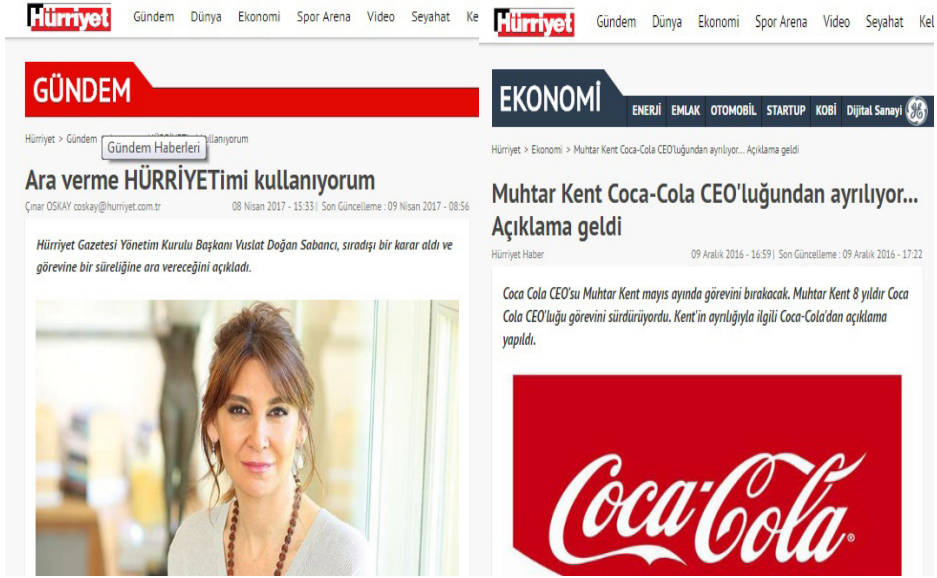 Hürriyet
Gündem Dünya Ekonomi Spor Arena Video Seyahat Ke
GÜNDEM
Hürriyet > Gündem
llanıyorum
Gündem Haberleri
Ara verme HÜRRİYETimi kullanıyorum
Çınar OSKAY coskay@hurriyet.com.tr 08 Nisan 2017 - 15:33 | Son Güncelleme : 09 Nisan 2017 - 08:56
Hürriyet Gazetesi Yönetim Kurulu Başkanı Vuslat Doğan Sabancı, sıradışı bir karar aldı ve
görevine bir süreliğine ara vereceğini açıkladı.
Hürriyet
Gündem Dünya Ekonomi Spor Arena Video Seyahat Kel
EKONOMİ
ENERJİ EMLAK OTOMOBİL STARTUP KOBİ Dijital Sanayi
Hürriyet > Ekonomi > Muhtar Kent Coca-Cola CEO'luğundan ayrılıyor... Açıklama geldi
Muhtar Kent Coca-Cola CEO'luğundan ayrılıyor...
Açıklama geldi
Hürriyet Haber 09 Aralık 2016 - 16:59 | Son Güncelleme : 09 Aralık 2016 - 17:22
Coca Cola CEO'su Muhtar Kent mayıs ayında görevini bırakacak. Muhtar Kent 8 yıldır Coca
Cola CEO'luğu görevini sürdürüyordu. Kent'in ayrılığıyla ilgili Coca-Cola'dan açıklama
yapıldı.
Coca-Cola